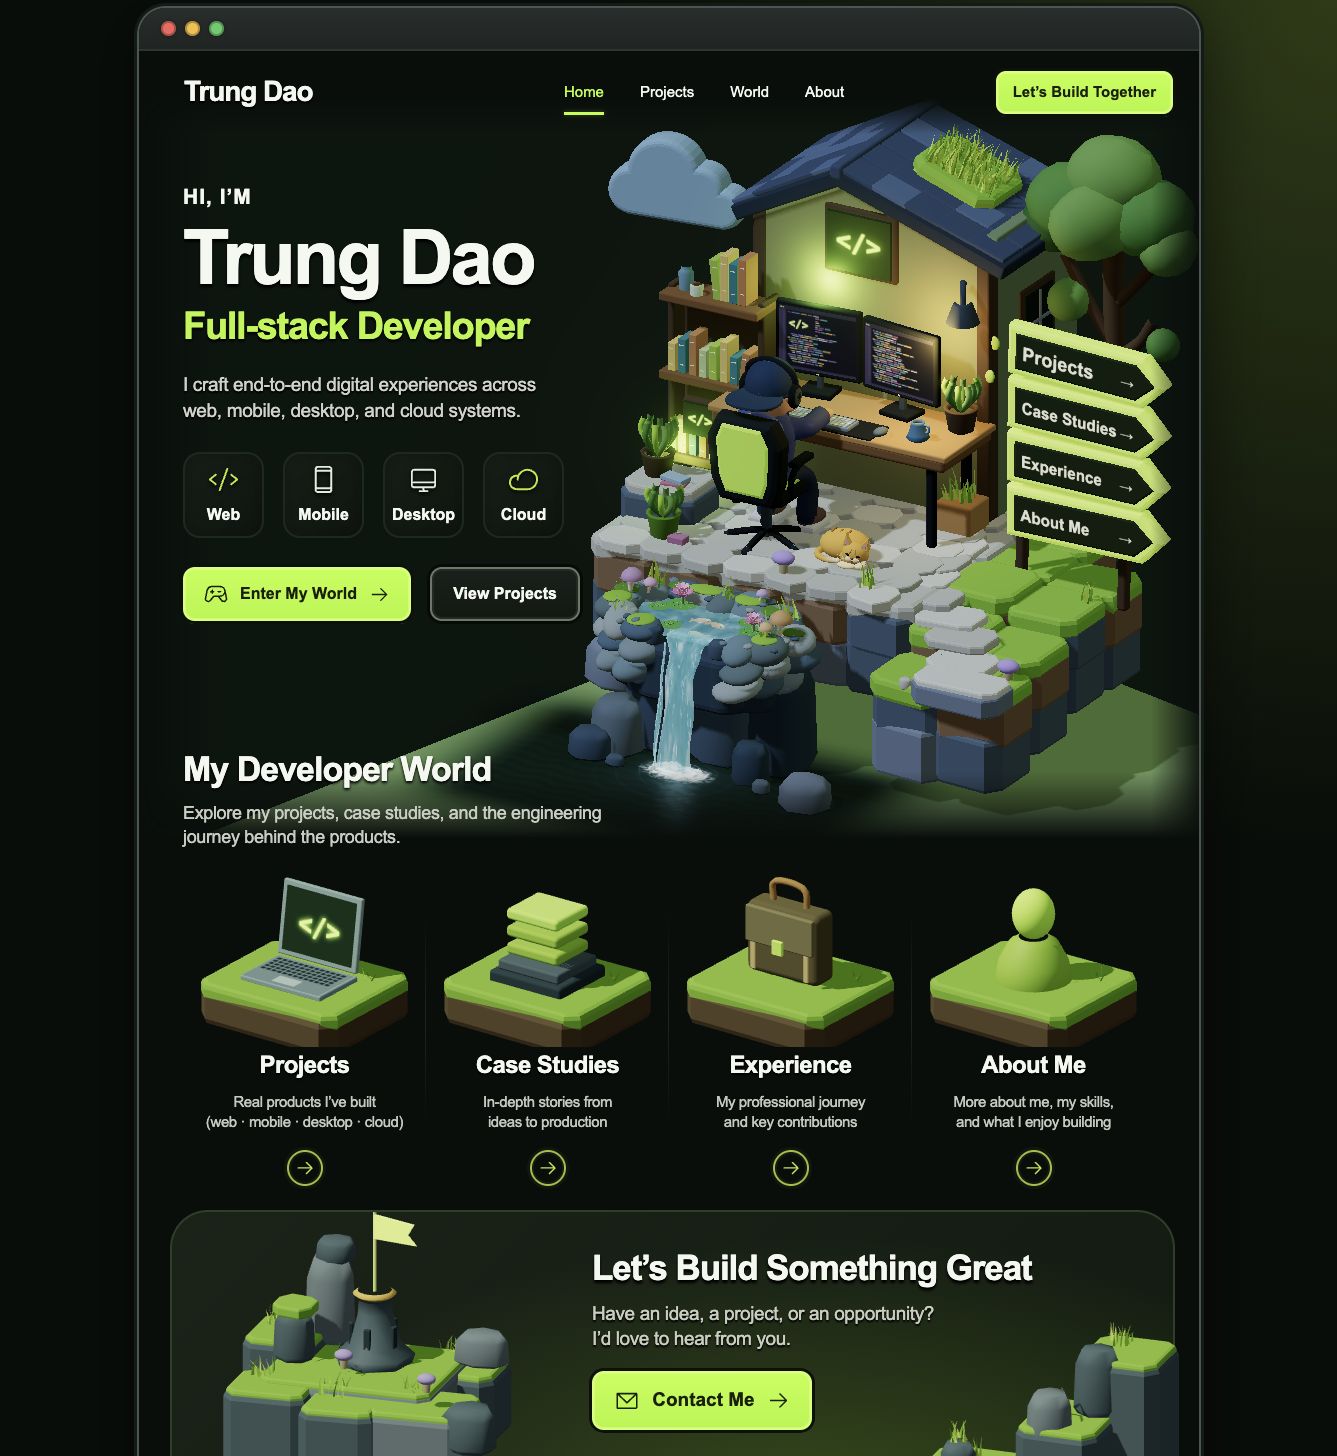 Trung Dao
Home
Projects
World
About
Let’s Build Together
HI, I’M
Trung Dao
Full-stack Developer
I craft end-to-end digital experiences across
web, mobile, desktop, and cloud systems.
</> Web
Mobile
Desktop
Cloud
Enter My World →
View Projects
</>
</>
</>
Projects →
Case Studies →
Experience →
About Me →
My Developer World
Explore my projects, case studies, and the engineering
journey behind the products.
</>
Projects
Real products I’ve built
(web · mobile · desktop · cloud)
→
Case Studies
In-depth stories from
ideas to production
→
Experience
My professional journey
and key contributions
→
About Me
More about me, my skills,
and what I enjoy building
→
Let’s Build Something Great
Have an idea, a project, or an opportunity?
I’d love to hear from you.
Contact Me →